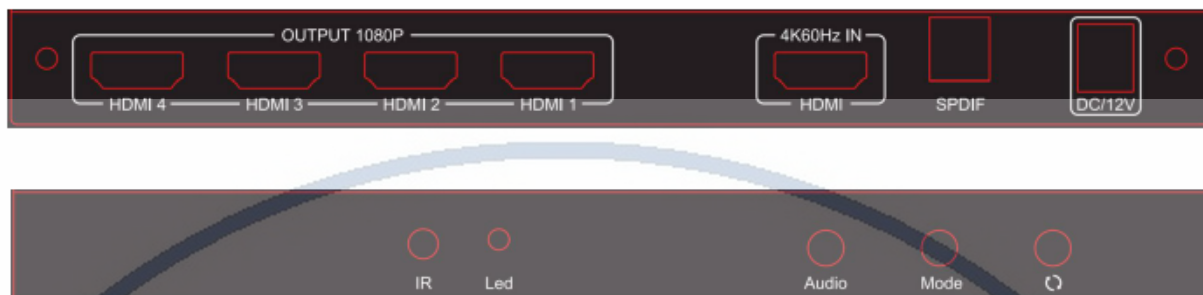 OUTPUT 1080P
4K60Hz IN
HDMI 4 HDMI 3 HDMI 2 HDMI 1 HDMI SPDIF DC/12V
IR Led Audio Mode